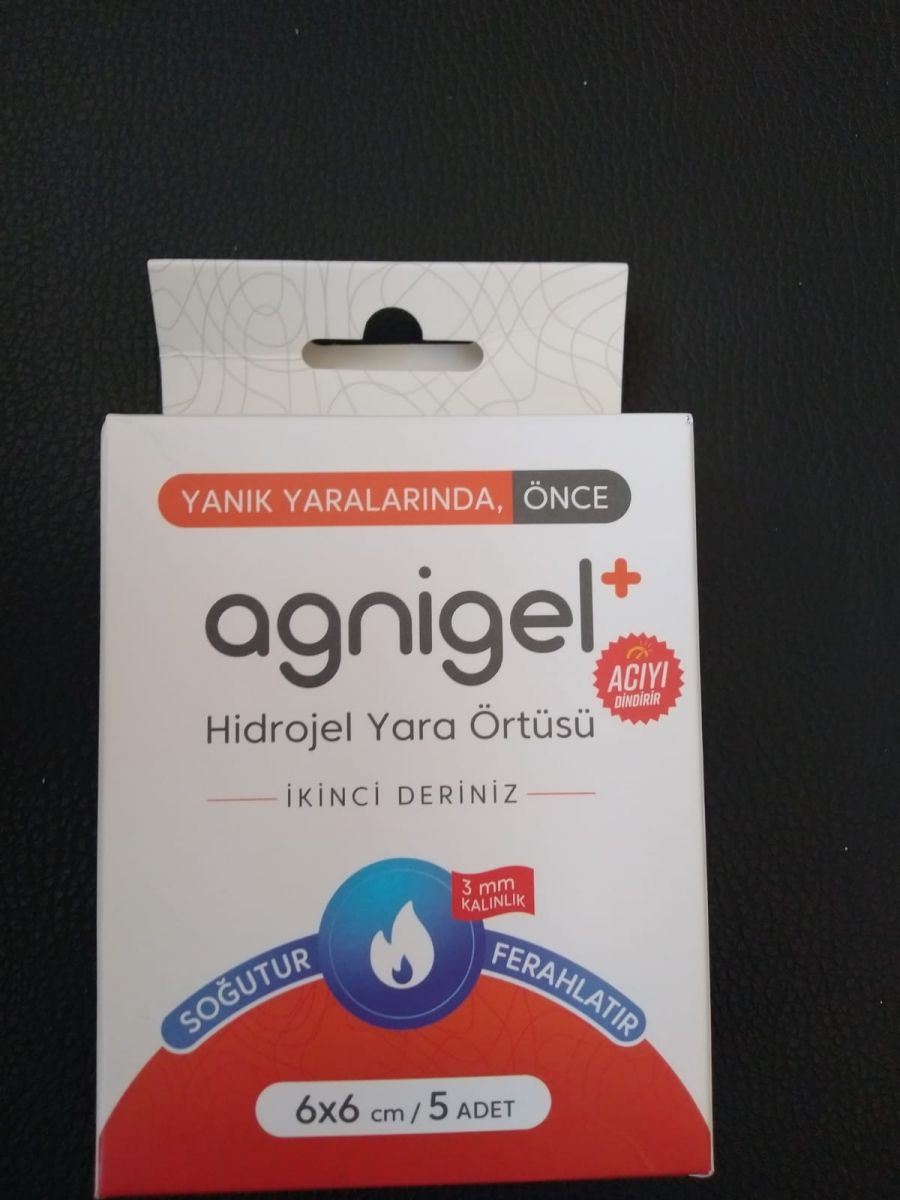 YANIK YARALARINDA, ÖNCE
agnigel+
ACIYI
DİNDİRİR
Hidrojel Yara Örtüsü
İKİNCİ DERİNİZ
3 mm
KALINLIK
SOĞUTUR
FERAHLATIR
6x6 cm / 5 ADET